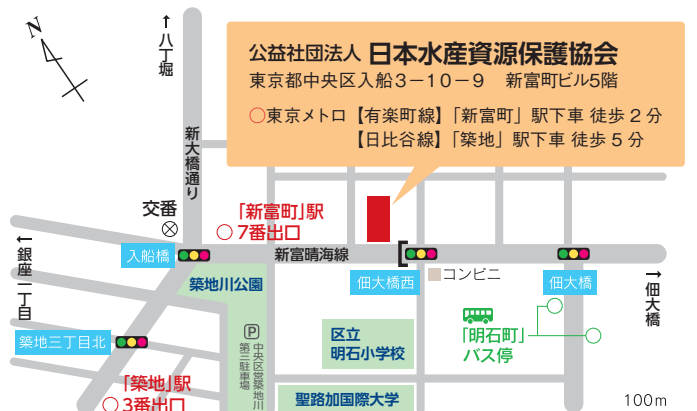 N
↑
八丁堀
公益社団法人 日本水産資源保護協会
東京都中央区入船3−10−9　新富町ビル5階
○東京メトロ【有楽町線】「新富町」駅下車 徒歩2分
【日比谷線】「築地」駅下車 徒歩5分
新大橋通り
交番
「新富町」駅
○7番出口
入船橋
新富晴海線
←
銀座一丁目
築地川公園
佃大橋西
コンビニ
佃大橋
→
佃大橋
築地三丁目北
P
中央区営築地川
第三駐車場
区立
明石小学校
「明石町」
バス停
「築地」駅
○3番出口
聖路加国際大学
100m